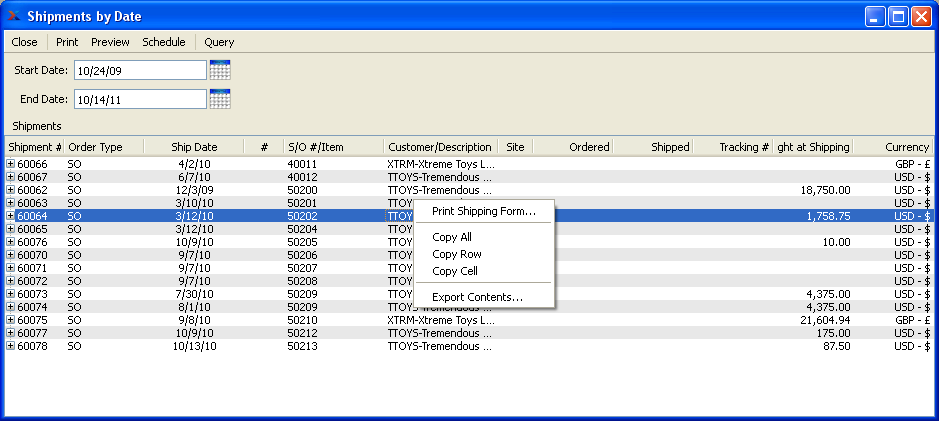 Shipments by Date
Close Print Preview Schedule Query
Start Date: 10/24/09
End Date: 10/14/11
Shipments
Shipment # Order Type Ship Date # S/O #/Item Customer/Description Site Ordered Shipped Tracking # ght at Shipping Currency
60066 SO 4/2/10 40011 XTRM-Xtreme Toys L... GBP - £
60067 SO 6/7/10 40012 TTOYS-Tremendous ... USD - $
60062 SO 12/3/09 50200 TTOYS-Tremendous ... 18,750.00 USD - $
60063 SO 3/10/10 50201 TTOY USD - $
60064 SO 3/12/10 50202 TTOY 1,758.75 USD - $
60065 SO 3/12/10 50204 TTOY USD - $
60076 SO 10/9/10 50205 TTOY 10.00 USD - $
60070 SO 9/7/10 50206 TTOY USD - $
60071 SO 9/7/10 50207 TTOY USD - $
60072 SO 9/7/10 50208 TTOY USD - $
60073 SO 7/30/10 50209 TTOY 4,375.00 USD - $
60074 SO 8/1/10 50209 TTOYS-Tremendous ... 4,375.00 USD - $
60075 SO 9/8/10 50210 XTRM-Xtreme Toys L... 21,604.94 GBP - £
60077 SO 10/9/10 50212 TTOYS-Tremendous ... 175.00 USD - $
60078 SO 10/13/10 50213 TTOYS-Tremendous ... 87.50 USD - $
Print Shipping Form...
Copy All
Copy Row
Copy Cell
Export Contents...